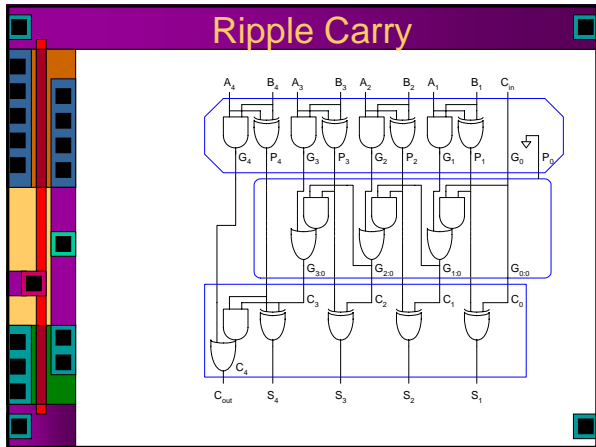 Ripple Carry
A4 B4 A3 B3 A2 B2 A1 B1 Cin
G4 P4 G3 P3 G2 P2 G1 P1 G0 P0
G3:0 G2:0 G1:0 G0:0
C3 C2 C1 C0
C4
Cout S4 S3 S2 S1